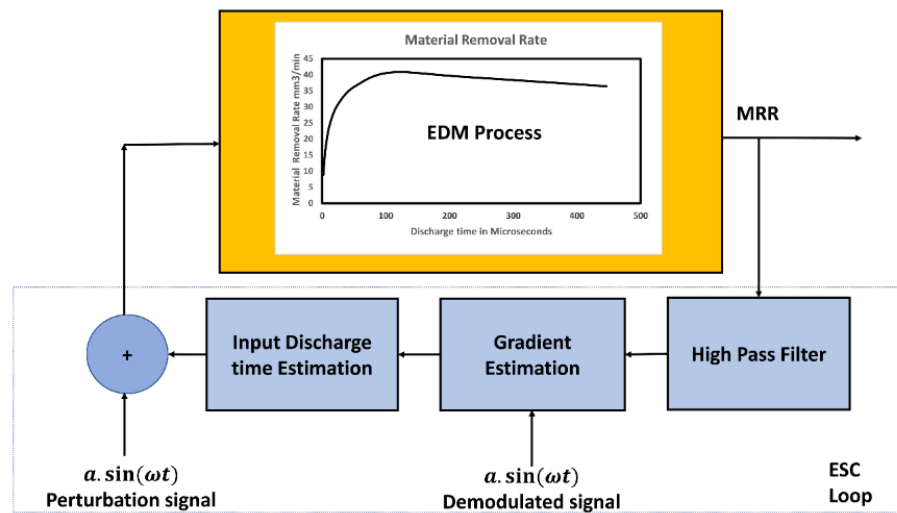 Material Removal Rate
Material Removal Rate mm3/min
45
40
35
30
25
20
15
10
5
0
EDM Process
0 100 200 300 400 500
Discharge time in Microseconds
MRR
+
Input Discharge
time Estimation
Gradient
Estimation
High Pass Filter
a.sin(ωt)
Perturbation signal
a.sin(ωt)
Demodulated signal
ESC
Loop